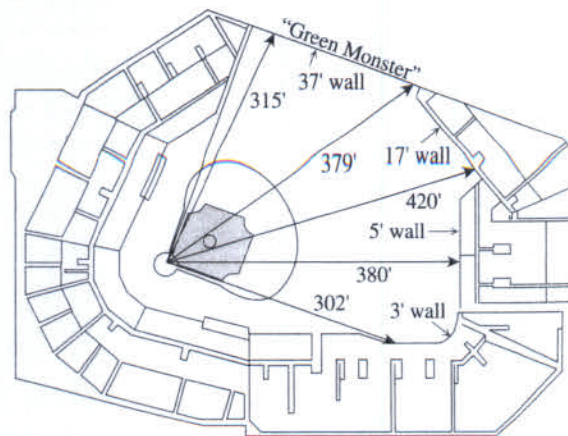 “Green Monster”
37' wall
315'
379'
17' wall
420'
5' wall
380'
302'
3' wall